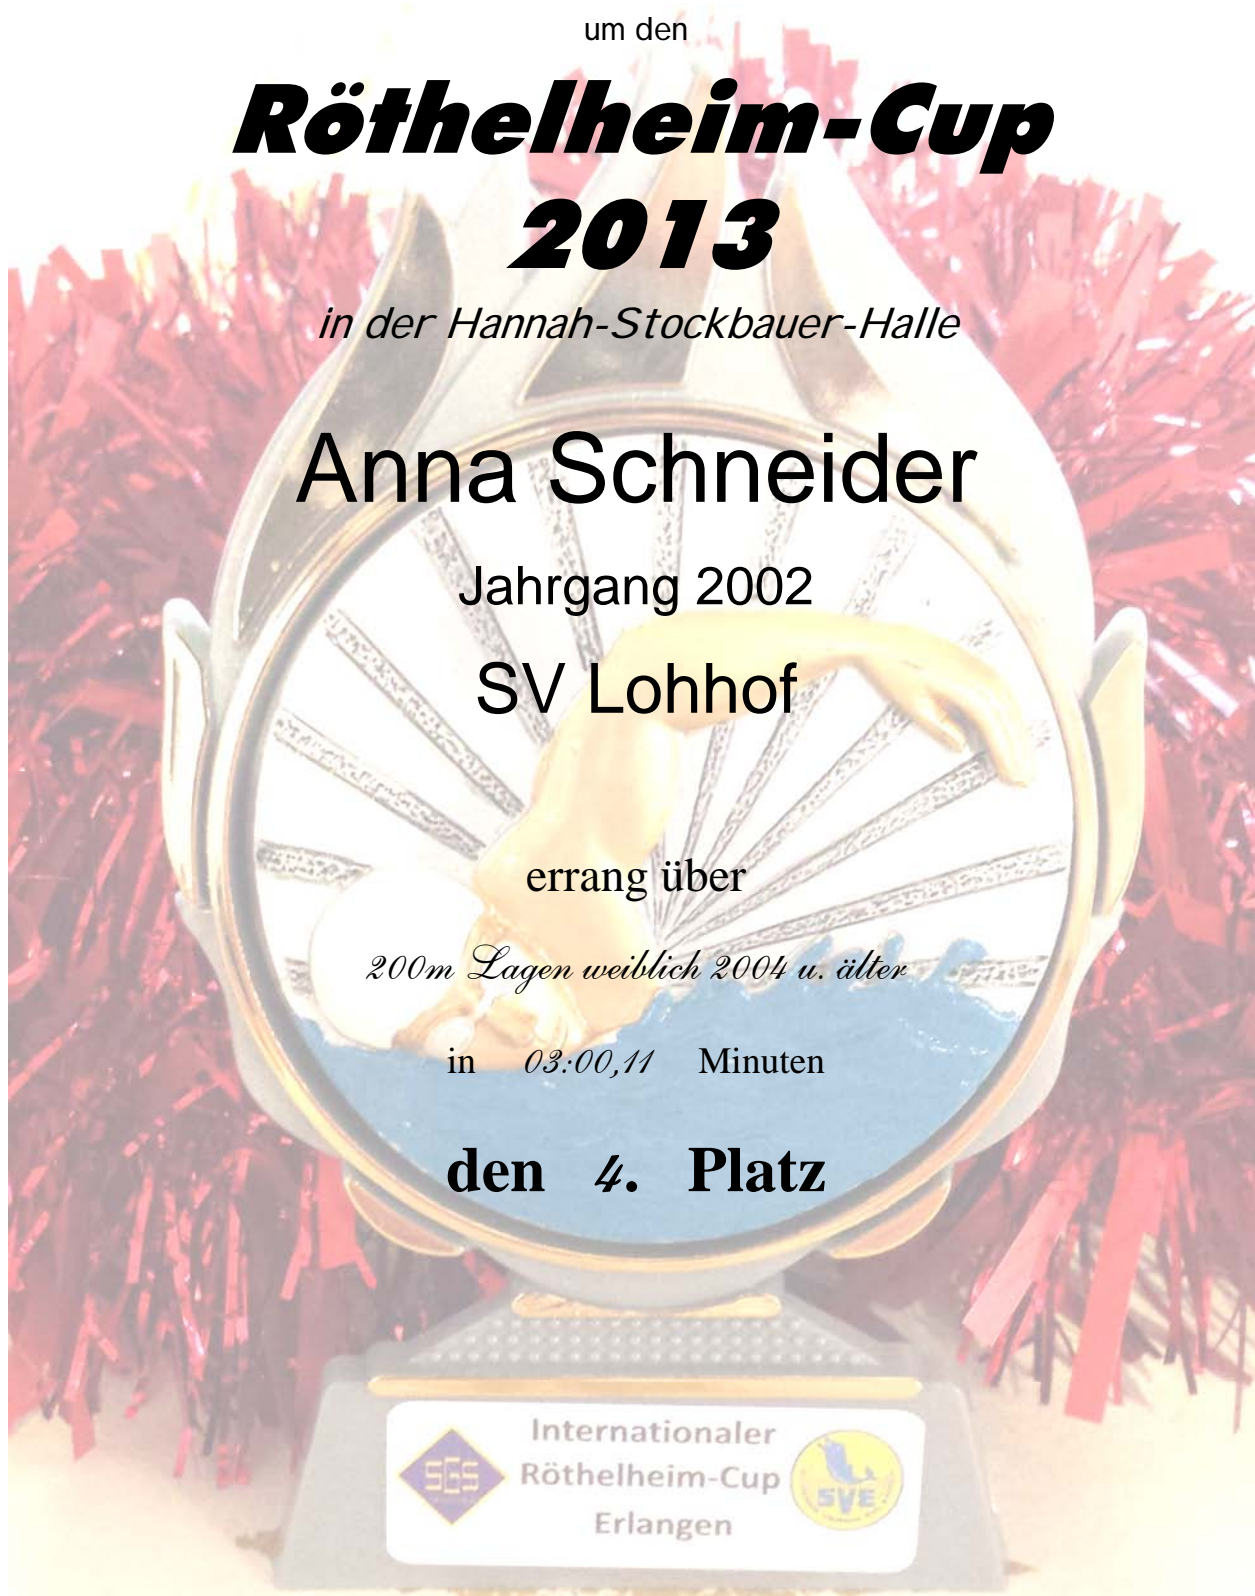 um den
Röthelheim-Cup
2013
in der Hannah-Stockbauer-Halle
Anna Schneider
Jahrgang 2002
SV Lohhof
errang über
200m Lagen weiblich 2004 u. älter
in 03:00,11 Minuten
den 4. Platz
Internationaler
SGS Röthelheim-Cup SVE
Erlangen